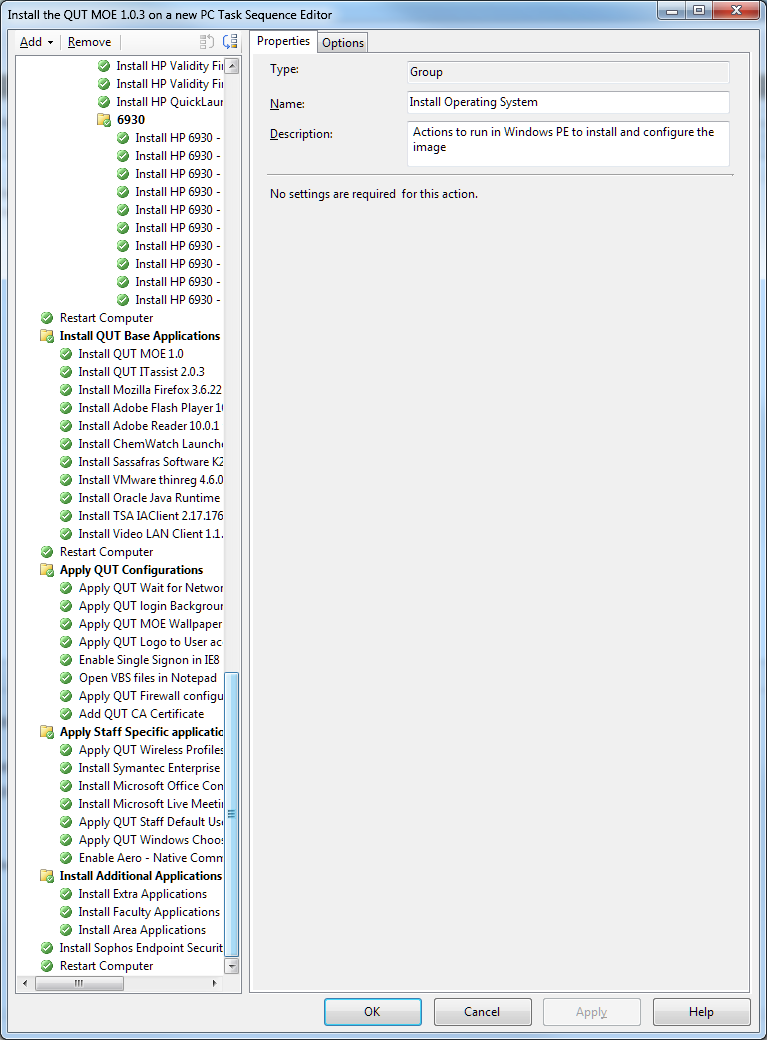 Install the QUT MOE 1.0.3 on a new PC Task Sequence Editor
Add
Remove
Install HP Validity Fi
Install HP Validity Fi
Install HP QuickLau
6930
Install HP 6930 -
Install HP 6930 -
Install HP 6930 -
Install HP 6930 -
Install HP 6930 -
Install HP 6930 -
Install HP 6930 -
Install HP 6930 -
Install HP 6930 -
Install HP 6930 -
Restart Computer
Install QUT Base Applications
Install QUT MOE 1.0
Install QUT ITassist 2.0.3
Install Mozilla Firefox 3.6.22
Install Adobe Flash Player 10
Install Adobe Reader 10.0.1
Install ChemWatch Launche
Install Sassafras Software K2
Install VMware thinreg 4.6.0
Install Oracle Java Runtime
Install TSA IAClient 2.17.176
Install Video LAN Client 1.1.
Restart Computer
Apply QUT Configurations
Apply QUT Wait for Networ
Apply QUT login Backgroun
Apply QUT MOE Wallpaper
Apply QUT Logo to User ac
Enable Single Signon in IE8
Open VBS files in Notepad
Apply QUT Firewall configu
Add QUT CA Certificate
Apply Staff Specific applicatio
Apply QUT Wireless Profiles
Install Symantec Enterprise
Install Microsoft Office Con
Install Microsoft Live Meetin
Apply QUT Staff Default Use
Apply QUT Windows Choos
Enable Aero - Native Comm
Install Additional Applications
Install Extra Applications
Install Faculty Applications
Install Area Applications
Install Sophos Endpoint Securit
Restart Computer
Properties
Options
Type:
Group
Name:
Install Operating System
Description:
Actions to run in Windows PE to install and configure the
image
No settings are required for this action.
OK
Cancel
Apply
Help